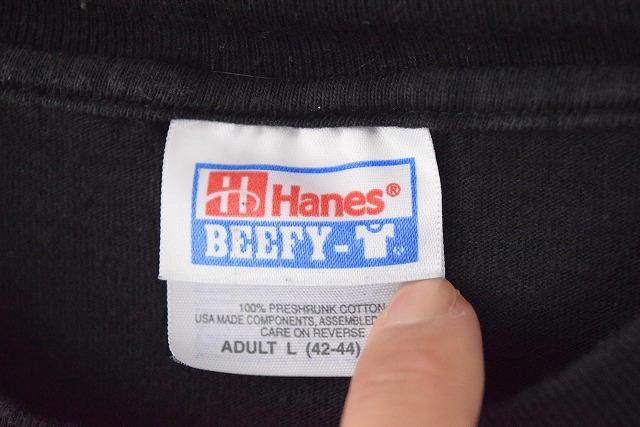 H Hanes®
BEEFY-T
100% PRESHRUNK COTTON
USA MADE COMPONENTS, ASSEMBLED
CARE ON REVERSE
ADULT L (42-44)